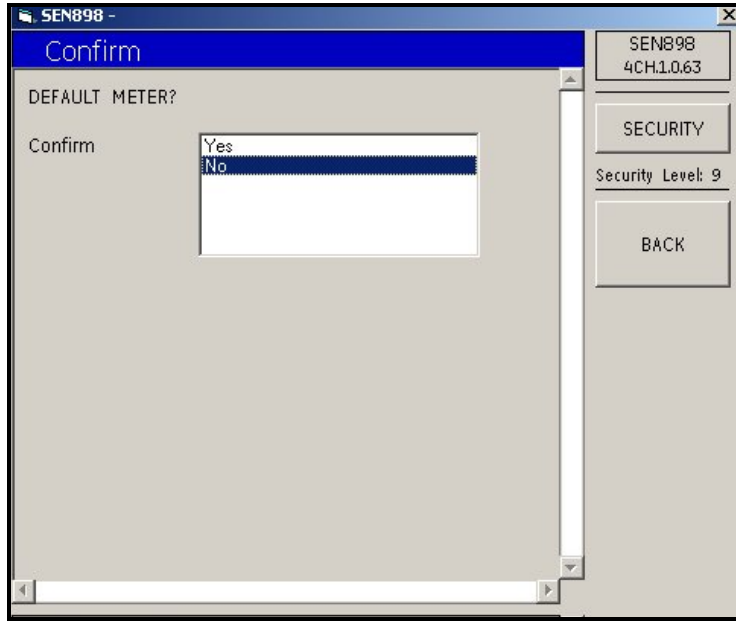 SEN898 -
Confirm
DEFAULT METER?
Confirm
Yes
No
SEN898
4CH.1.0.63
SECURITY
Security Level: 9
BACK